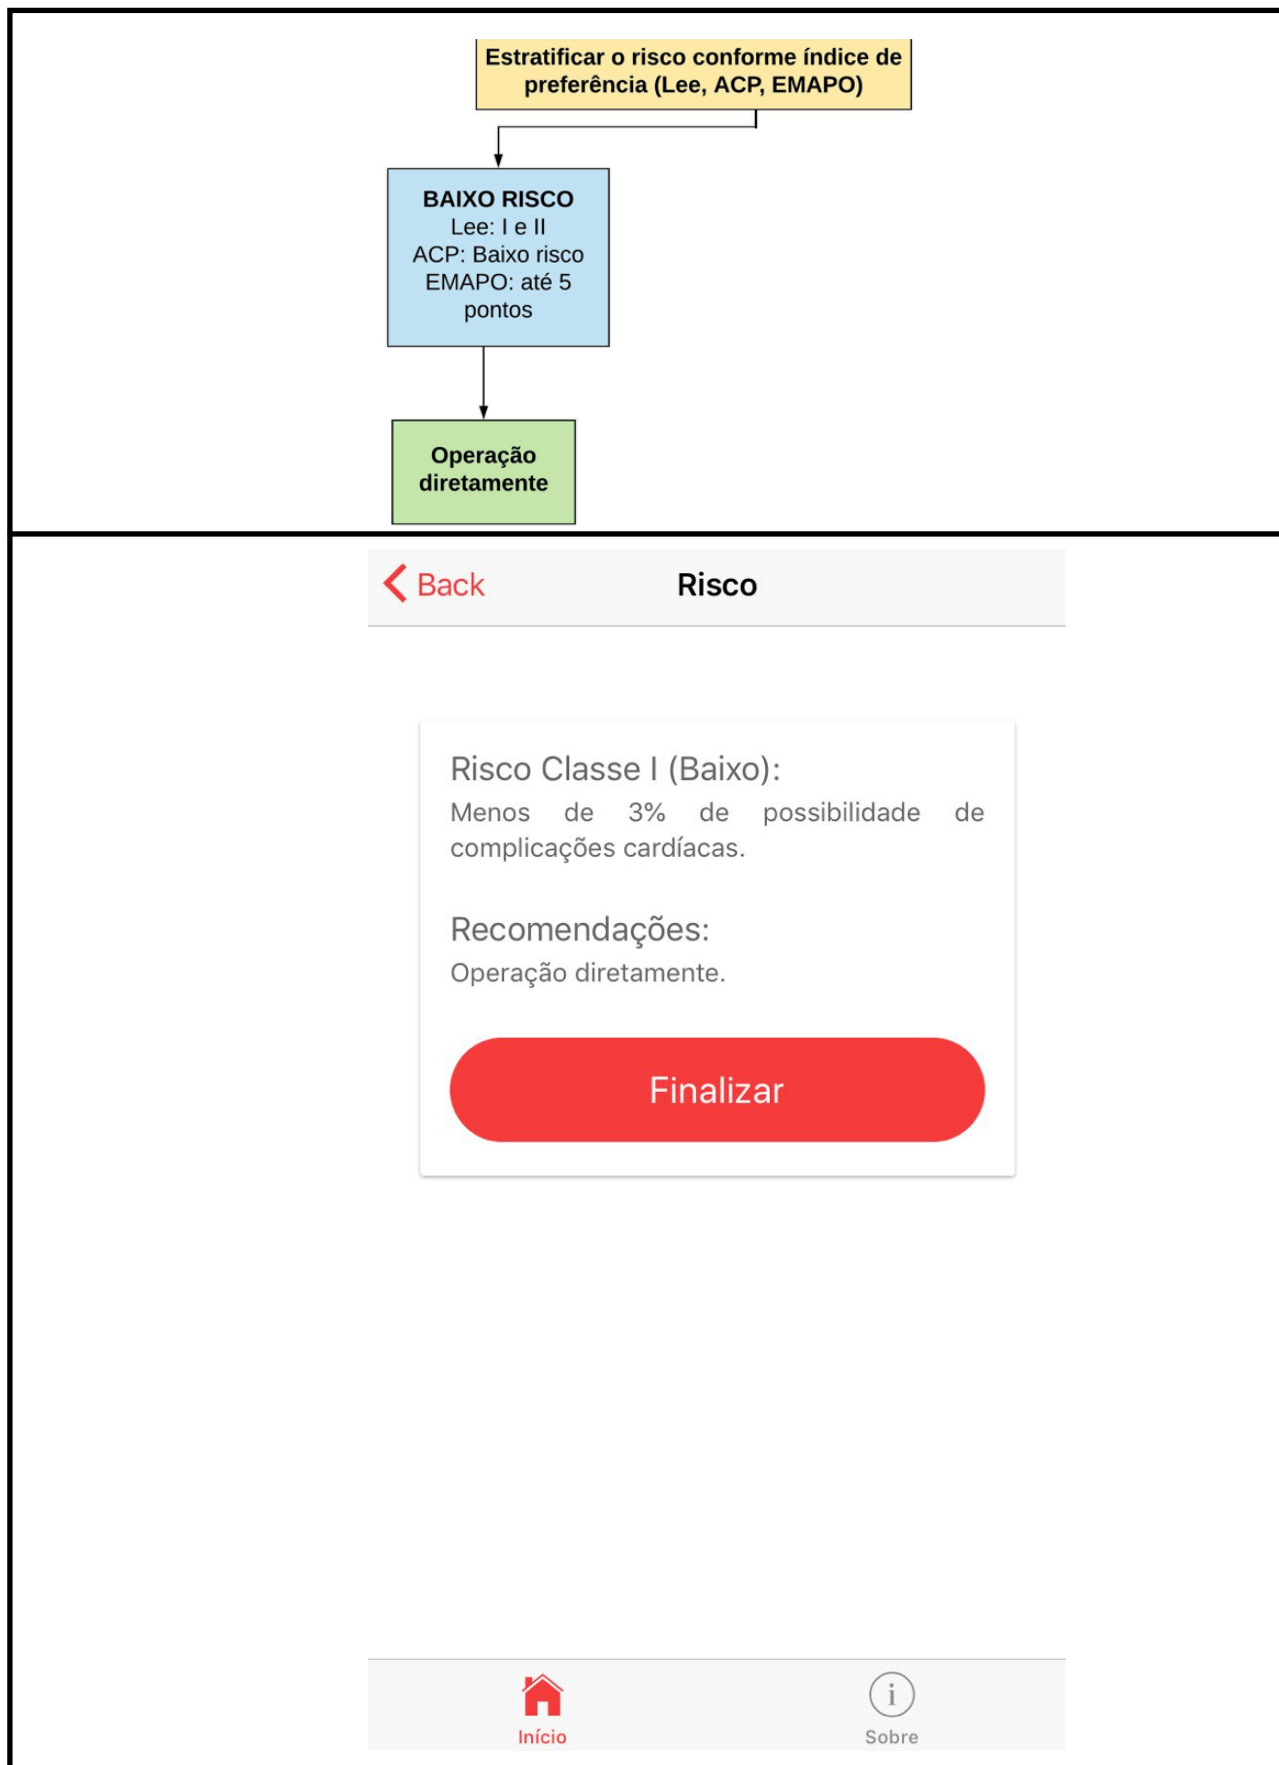 Estratificar o risco conforme índice de
preferência (Lee, ACP, EMAPO)
BAIXO RISCO
Lee: I e II
ACP: Baixo risco
EMAPO: até 5
pontos
Operação
diretamente
Back
Risco
Risco Classe I (Baixo):
Menos de 3% de possibilidade de
complicações cardíacas.
Recomendações:
Operação diretamente.
Finalizar
Início
Sobre